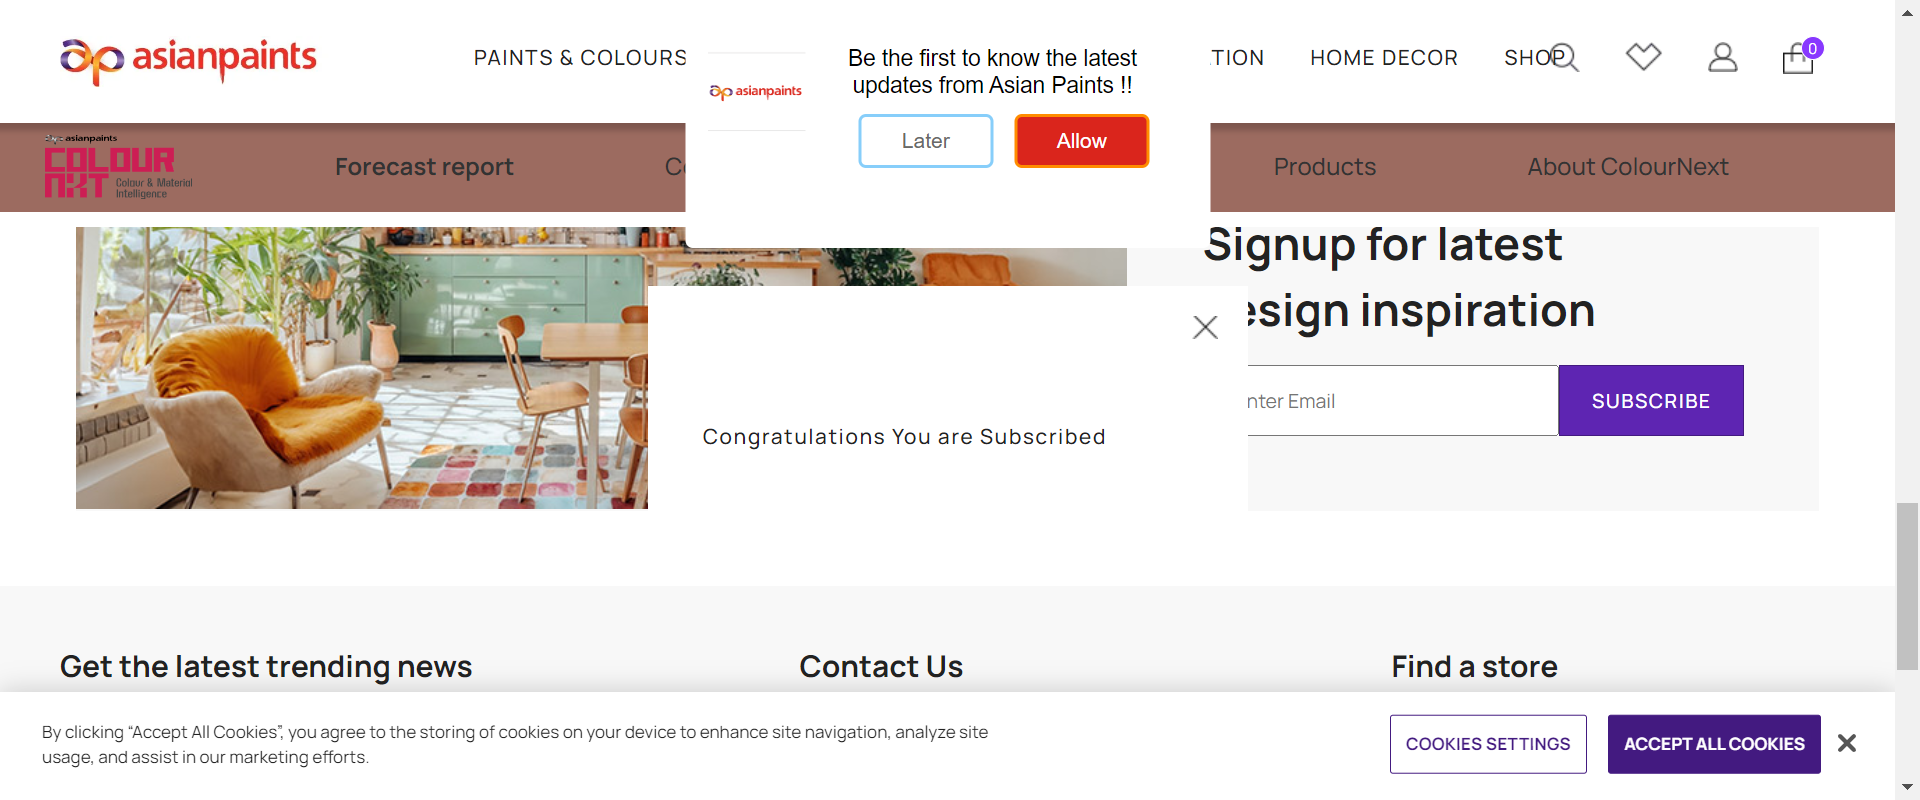 asianpaints
PAINTS & COLOURS
TION
HOME DECOR
SHOP
0
asianpaints
Be the first to know the latest
updates from Asian Paints !!
Later
Allow
asianpaints
COLOUR
NXT
Colour & Material
Intelligence
Forecast report
Products
About ColourNext
Signup for latest
esign inspiration
nter Email
SUBSCRIBE
Congratulations You are Subscribed
Get the latest trending news
Contact Us
Find a store
By clicking “Accept All Cookies”, you agree to the storing of cookies on your device to enhance site navigation, analyze site
usage, and assist in our marketing efforts.
COOKIES SETTINGS
ACCEPT ALL COOKIES